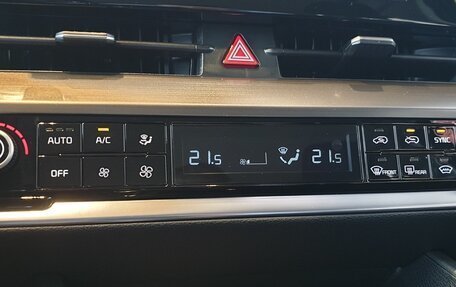 AUTO A/C
SYNC
21.5 21.5
OFF
FRONT REAR